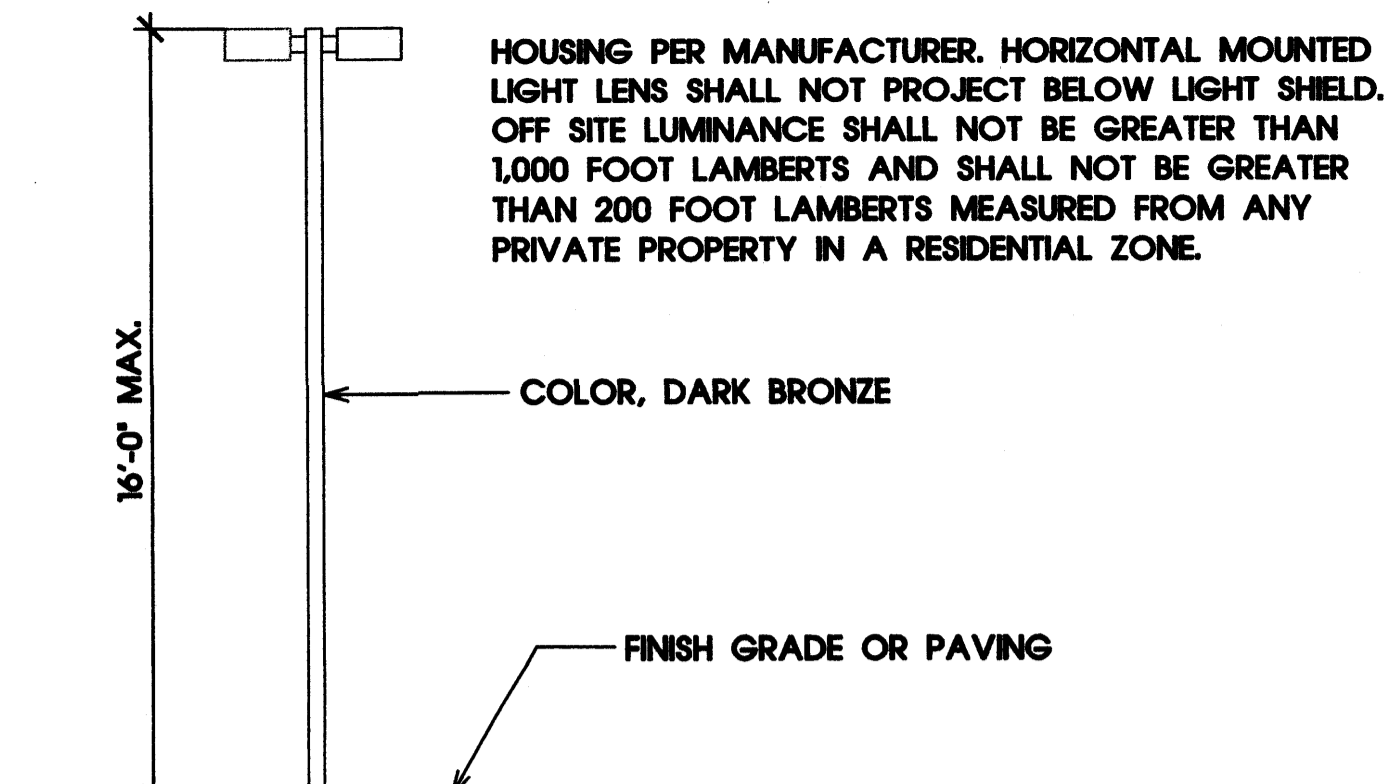 HOUSING PER MANUFACTURER. HORIZONTAL MOUNTED
LIGHT LENS SHALL NOT PROJECT BELOW LIGHT SHIELD.
OFF SITE LUMINANCE SHALL NOT BE GREATER THAN
1,000 FOOT LAMBERTS AND SHALL NOT BE GREATER
THAN 200 FOOT LAMBERTS MEASURED FROM ANY
PRIVATE PROPERTY IN A RESIDENTIAL ZONE.
16'-0" MAX.
COLOR, DARK BRONZE
FINISH GRADE OR PAVING